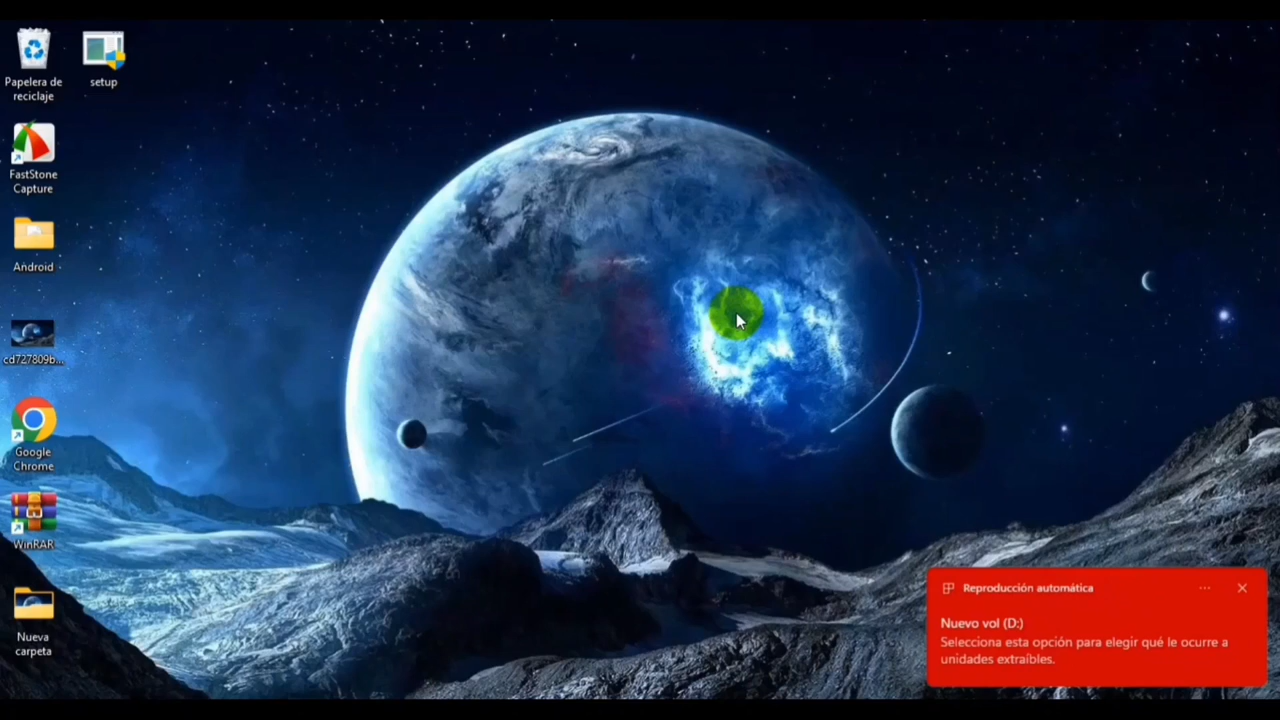 Papelera de
reciclaje
setup
FastStone
Capture
Android
cd727809b...
Google
Chrome
WinRAR
Nueva
carpeta
Reproducción automática
Nuevo vol (D:)
Selecciona esta opción para elegir qué le ocurre a
unidades extraíbles.